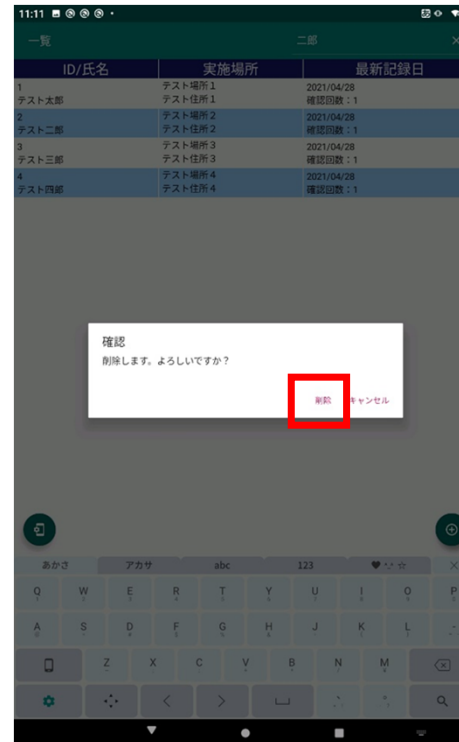 11:11
一覧 二郎 ×
ID/氏名 実施場所 最新記録日
1 テスト場所1 2021/04/28
テスト太郎 テスト住所1 確認回数:1
2 テスト場所2 2021/04/28
テスト二郎 テスト住所2 確認回数:1
3 テスト場所3 2021/04/28
テスト三郎 テスト住所3 確認回数:1
4 テスト場所4 2021/04/28
テスト四郎 テスト住所4 確認回数:1
確認
削除します。よろしいですか?
削除 キャンセル
あかさ アカサ abc 123
Q W E R T Y U I O P
A S D F G H J K L
Z X C V B N M